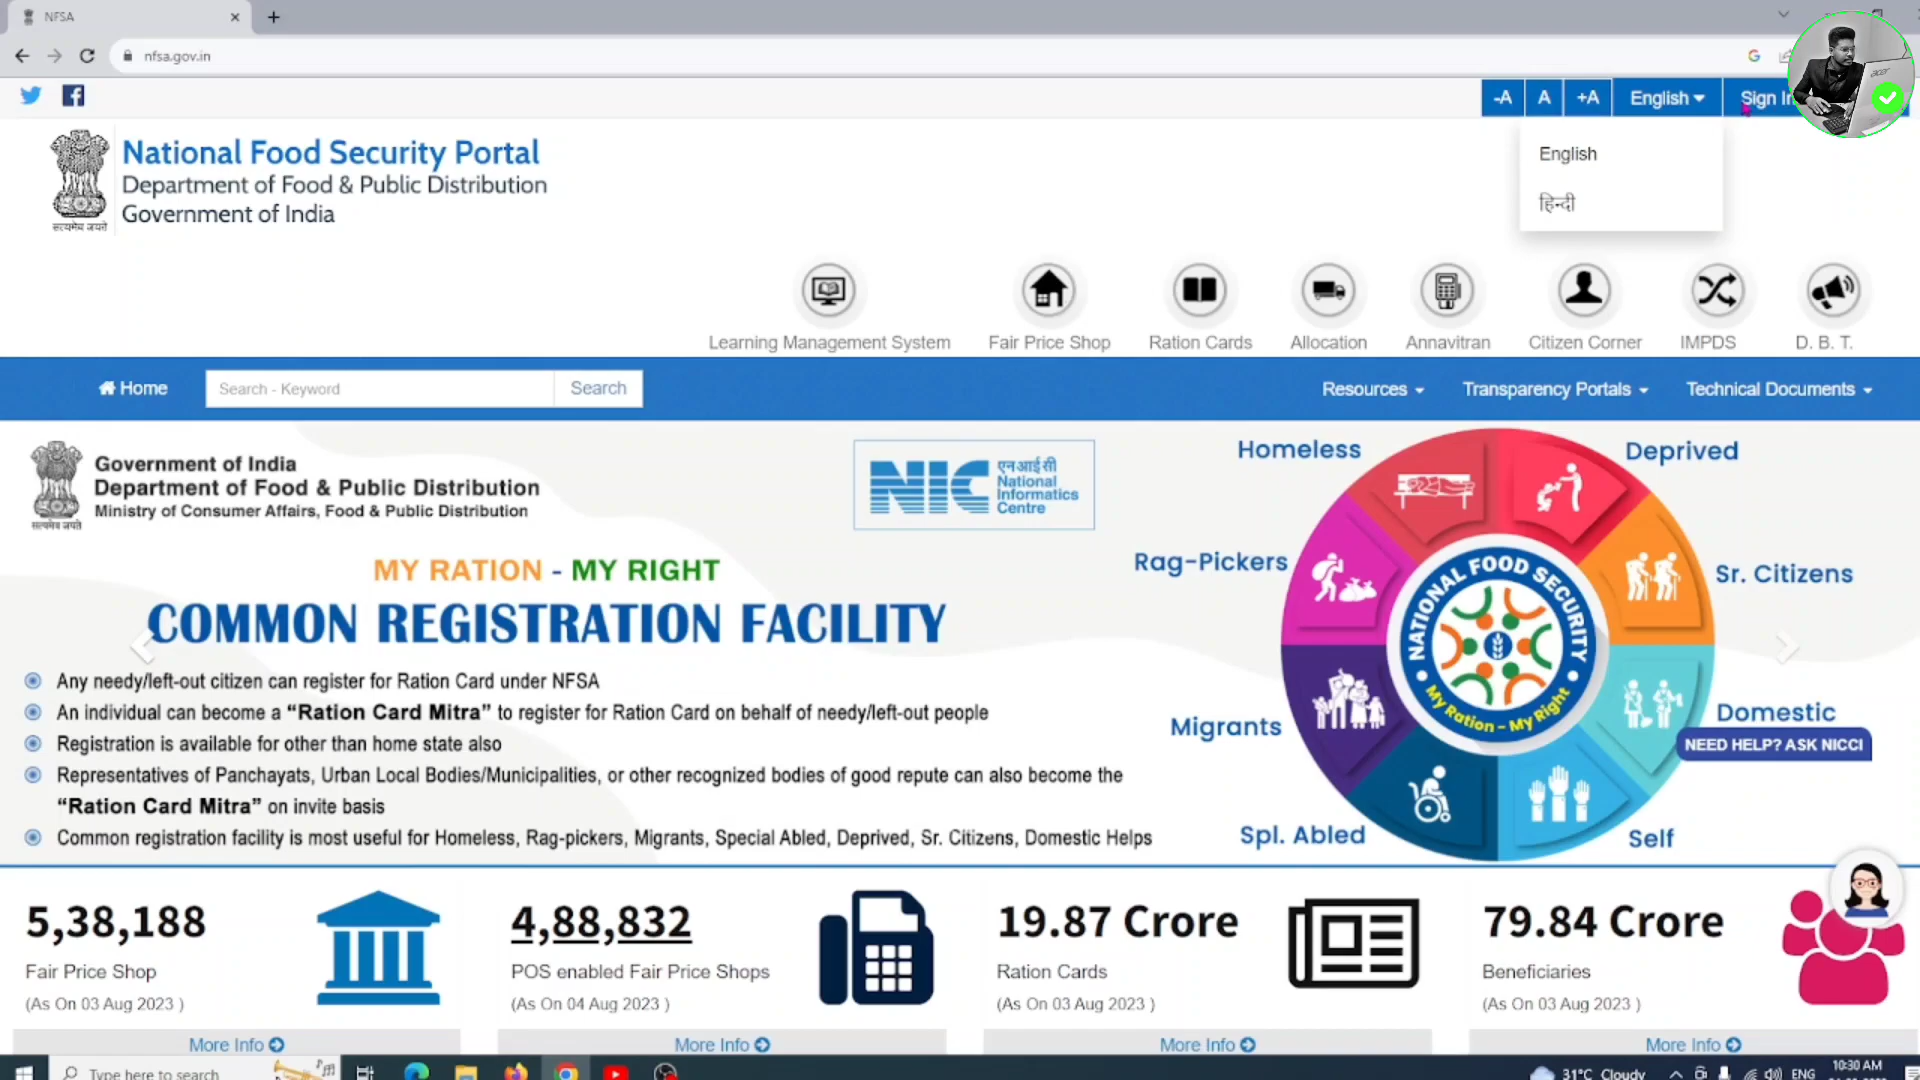 NFSA
nfsa.gov.in
-A
A
+A
English
Sign In
English
हिन्दी
सत्यमेव जयते
National Food Security Portal
Department of Food & Public Distribution
Government of India
Learning Management System
Fair Price Shop
Ration Cards
Allocation
Annavitran
Citizen Corner
IMPDS
D. B. T.
Home
Search - Keyword
Search
Resources
Transparency Portals
Technical Documents
सत्यमेव जयते
Government of India
Department of Food & Public Distribution
Ministry of Consumer Affairs, Food & Public Distribution
NIC
एन आई सी
National
Informatics
Centre
MY RATION - MY RIGHT
COMMON REGISTRATION FACILITY
Any needy/left-out citizen can register for Ration Card under NFSA
An individual can become a “Ration Card Mitra” to register for Ration Card on behalf of needy/left-out people
Registration is available for other than home state also
Representatives of Panchayats, Urban Local Bodies/Municipalities, or other recognized bodies of good repute can also become the
“Ration Card Mitra” on invite basis
Common registration facility is most useful for Homeless, Rag-pickers, Migrants, Special Abled, Deprived, Sr. Citizens, Domestic Helps
Homeless
Deprived
Rag-Pickers
Sr. Citizens
Migrants
Domestic
Spl. Abled
Self
NATIONAL FOOD SECURITY
My Ration - My Right
NEED HELP? ASK NICCI
5,38,188
Fair Price Shop
(As On 03 Aug 2023 )
More Info
4,88,832
POS enabled Fair Price Shops
(As On 04 Aug 2023 )
More Info
19.87 Crore
Ration Cards
(As On 03 Aug 2023 )
More Info
79.84 Crore
Beneficiaries
(As On 03 Aug 2023 )
More Info
Type here to search
31°C Cloudy
ENG
10:30 AM
acer